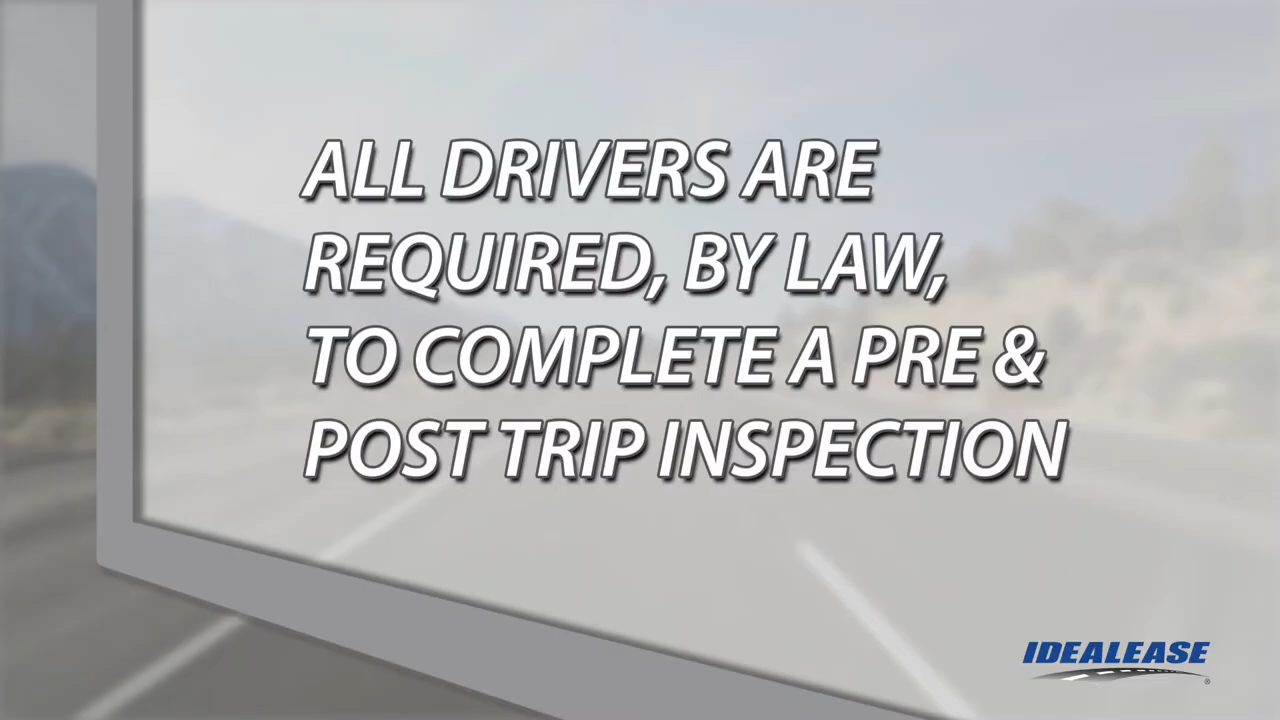 ALL DRIVERS ARE
REQUIRED, BY LAW,
TO COMPLETE A PRE &
POST TRIP INSPECTION
IDEALEASE
®